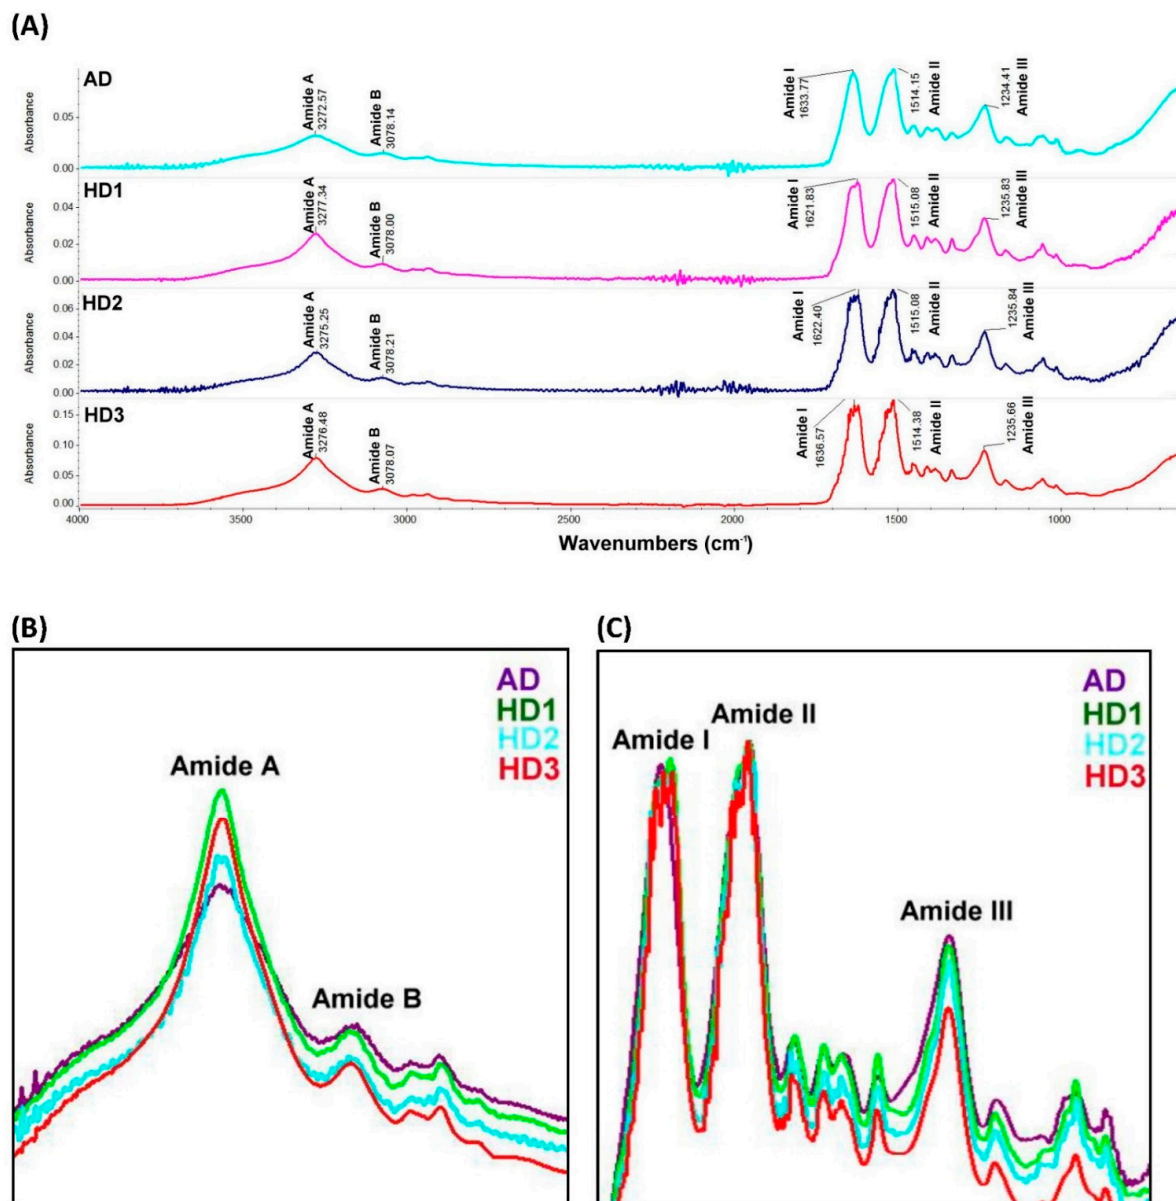 (A)
AD
Absorbance
0.05
0.00
Amide A
3272.57
Amide B
3078.14
Amide I
1633.77
1514.15
Amide II
1234.41
Amide III
HD1
Absorbance
0.04
0.02
0.00
Amide A
3277.34
Amide B
3078.00
Amide I
1621.83
1515.08
Amide II
1235.83
Amide III
HD2
Absorbance
0.06
0.04
0.02
0.00
Amide A
3275.25
Amide B
3078.21
Amide I
1622.40
1515.08
Amide II
1235.84
Amide III
HD3
Absorbance
0.15
0.10
0.05
0.00
Amide A
3276.48
Amide B
3078.07
Amide I
1636.57
1514.38
Amide II
1235.66
Amide III
4000 3500 3000 2500 2000 1500 1000
Wavenumbers (cm⁻¹)
(B)
AD
HD1
HD2
HD3
Amide A
Amide B
(C)
AD
HD1
HD2
HD3
Amide I
Amide II
Amide III